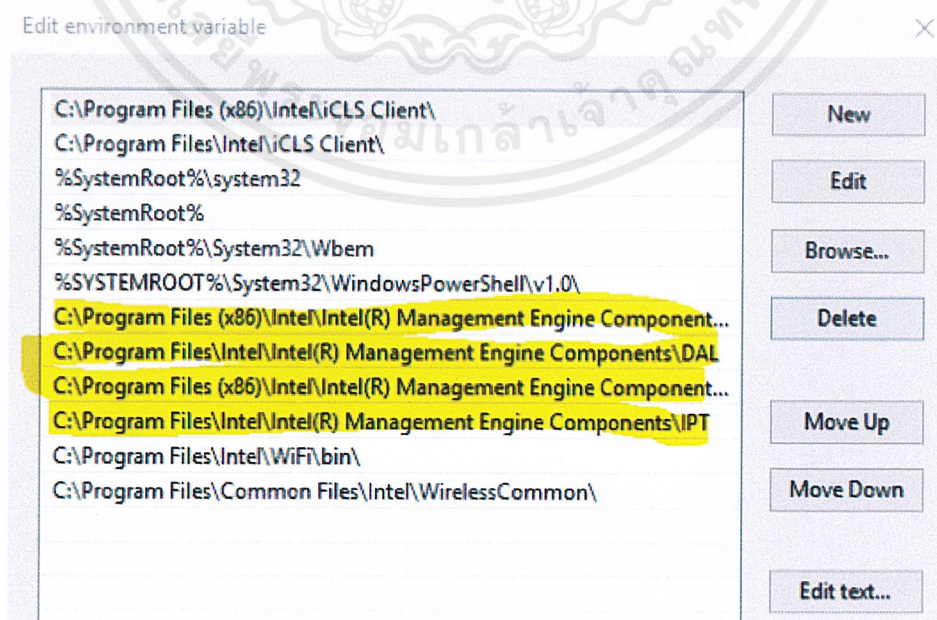 Edit environment variable
C:\Program Files (x86)\Intel\iCLS Client\
C:\Program Files\Intel\iCLS Client\
%SystemRoot%\system32
%SystemRoot%
%SystemRoot%\System32\Wbem
%SYSTEMROOT%\System32\WindowsPowerShell\v1.0\
C:\Program Files (x86)\Intel\Intel(R) Management Engine Component...
C:\Program Files\Intel\Intel(R) Management Engine Components\DAL
C:\Program Files (x86)\Intel\Intel(R) Management Engine Component...
C:\Program Files\Intel\Intel(R) Management Engine Components\IPT
C:\Program Files\Intel\WiFi\bin\
C:\Program Files\Common Files\Intel\WirelessCommon\
New
Edit
Browse...
Delete
Move Up
Move Down
Edit text...